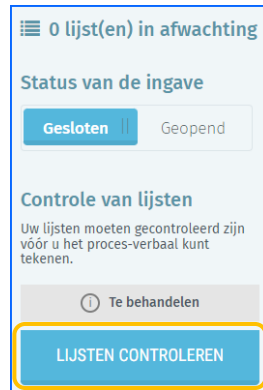 0 lijst(en) in afwachting
Status van de ingave
Gesloten Geopend
Controle van lijsten
Uw lijsten moeten gecontroleerd zijn
vóór u het proces-verbaal kunt
tekenen.
Te behandelen
LIJSTEN CONTROLEREN